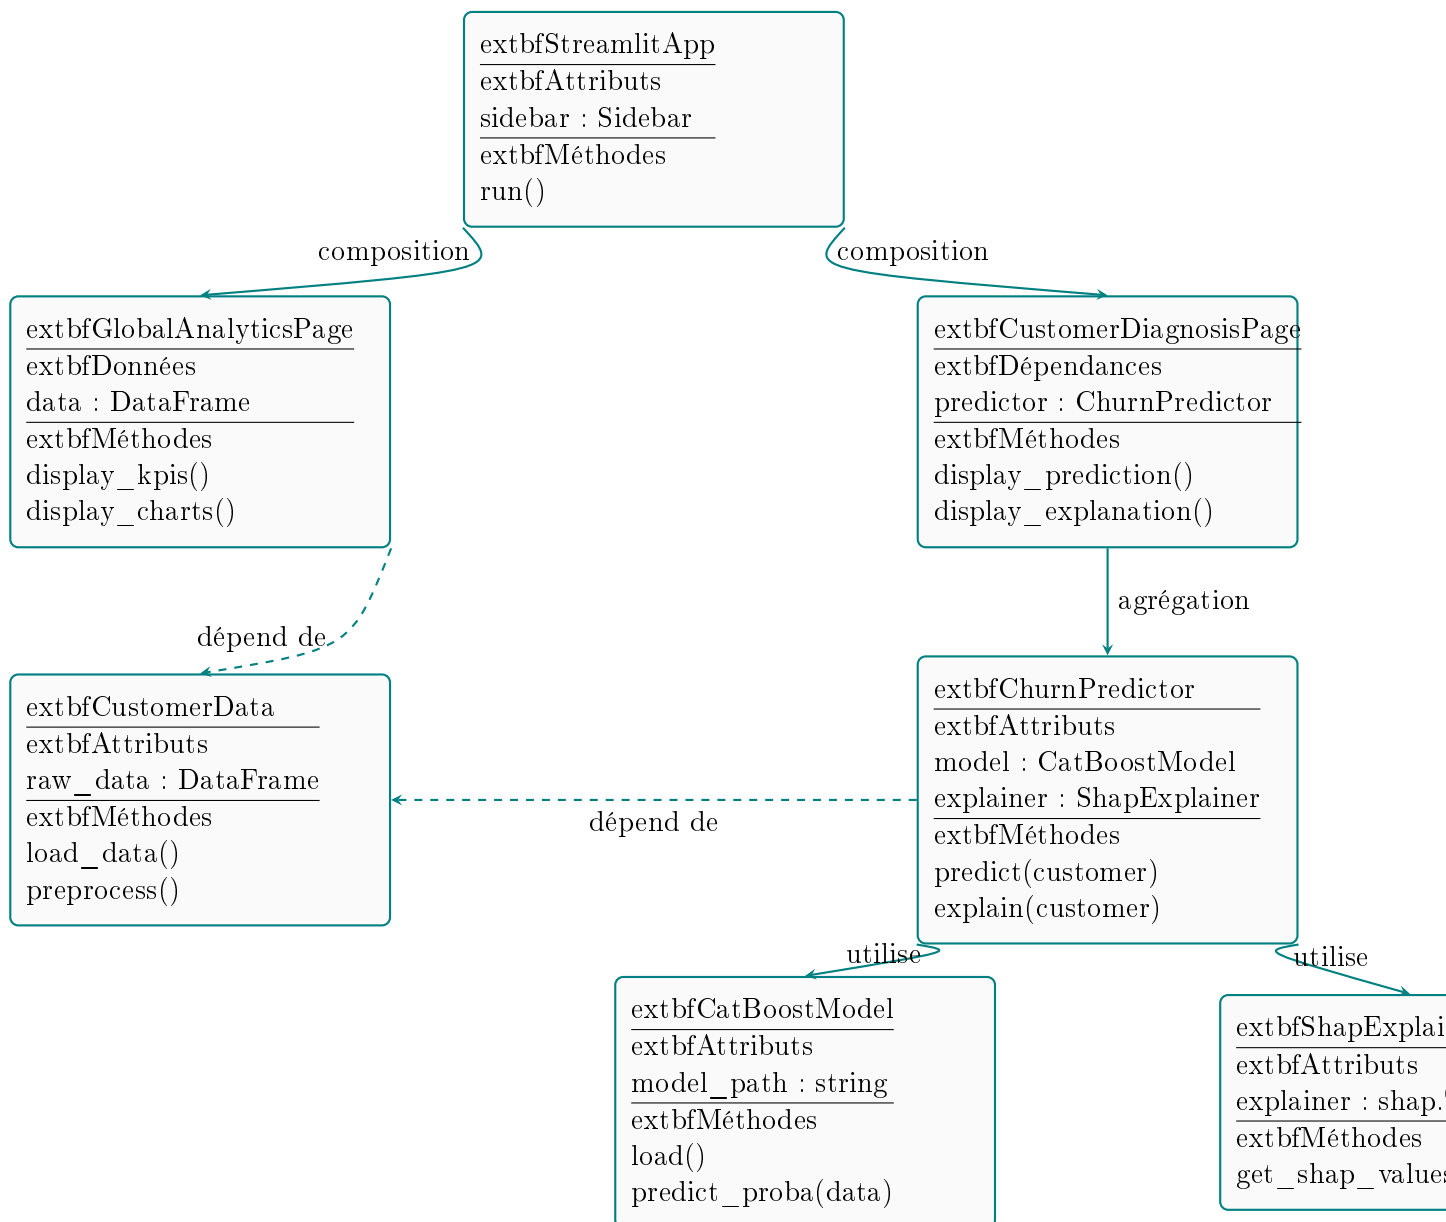 extbfStreamlitApp
extbfAttributs
sidebar : Sidebar
extbfMéthodes
run()
composition
composition
extbfGlobalAnalyticsPage
extbfDonnées
data : DataFrame
extbfMéthodes
display_kpis()
display_charts()
extbfCustomerDiagnosisPage
extbfDépendances
predictor : ChurnPredictor
extbfMéthodes
display_prediction()
display_explanation()
agrégation
dépend de
extbfCustomerData
extbfAttributs
raw_data : DataFrame
extbfMéthodes
load_data()
preprocess()
dépend de
extbfChurnPredictor
extbfAttributs
model : CatBoostModel
explainer : ShapExplainer
extbfMéthodes
predict(customer)
explain(customer)
utilise
utilise
extbfCatBoostModel
extbfAttributs
model_path : string
extbfMéthodes
load()
predict_proba(data)
extbfShapExplai
extbfAttributs
explainer : shap.
extbfMéthodes
get_shap_values